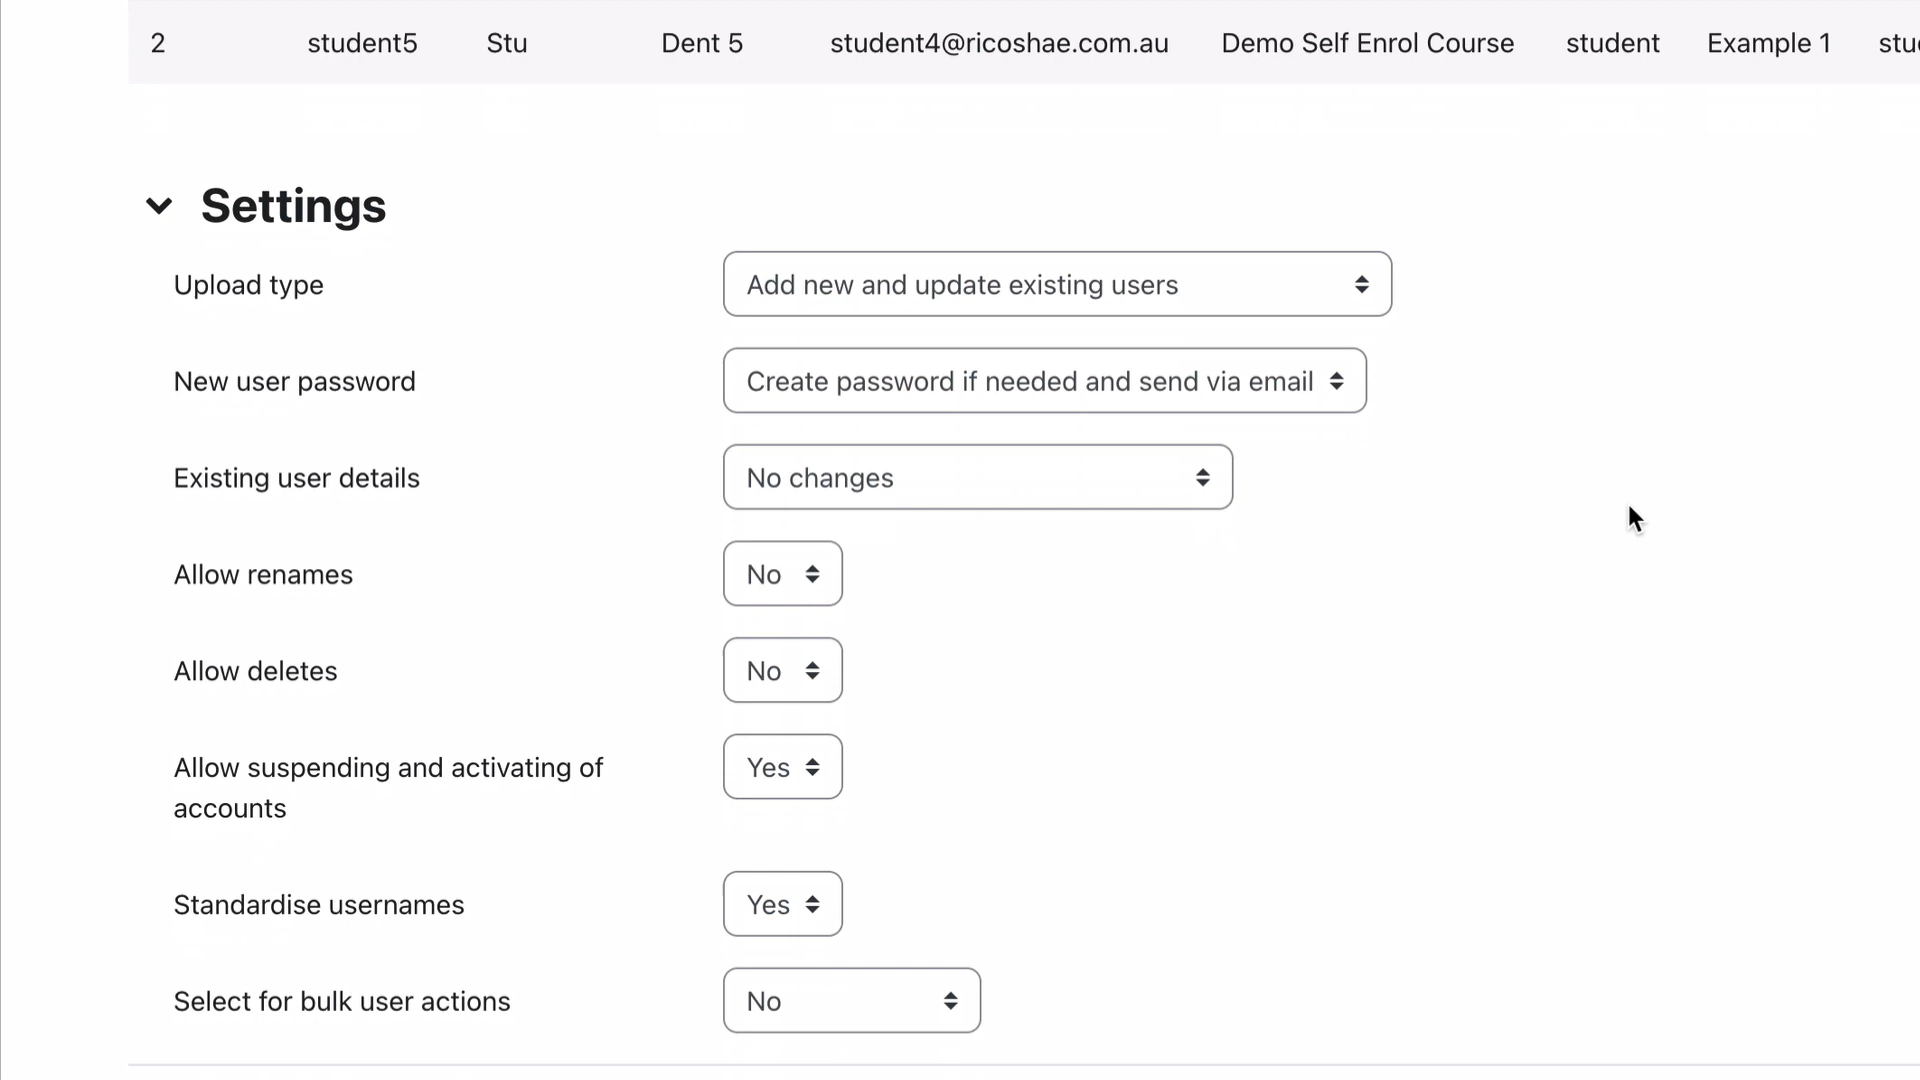 2 student5 Stu Dent 5 student4@ricoshae.com.au Demo Self Enrol Course student Example 1
Settings
Upload type Add new and update existing users
New user password Create password if needed and send via email
Existing user details No changes
Allow renames No
Allow deletes No
Allow suspending and activating of
accounts Yes
Standardise usernames Yes
Select for bulk user actions No